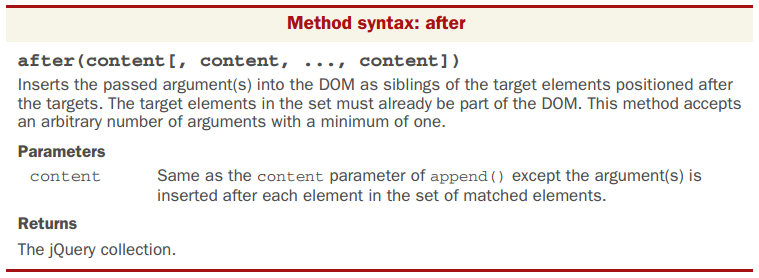 Method syntax: after
after(content[, content, ..., content])
Inserts the passed argument(s) into the DOM as siblings of the target elements positioned after
the targets. The target elements in the set must already be part of the DOM. This method accepts
an arbitrary number of arguments with a minimum of one.
Parameters
content Same as the content parameter of append() except the argument(s) is
inserted after each element in the set of matched elements.
Returns
The jQuery collection.